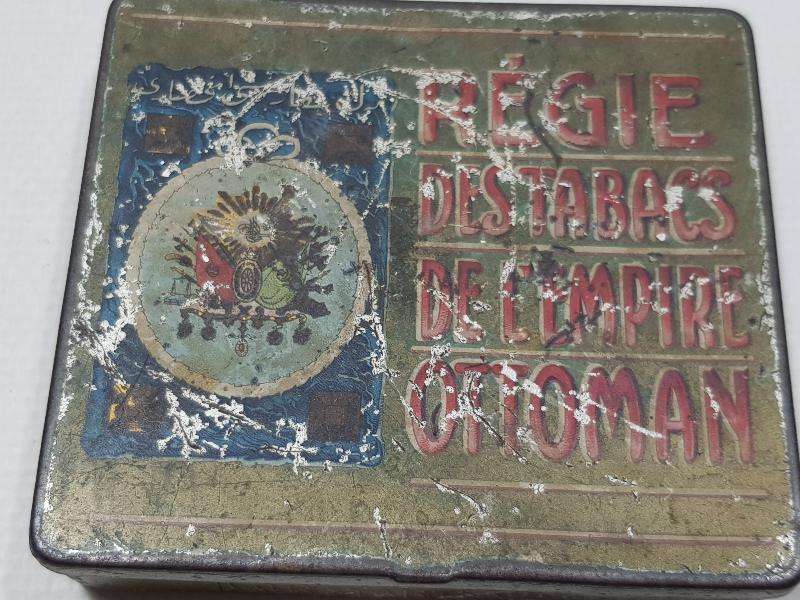 RÉGIE
DES TABACS
DE L'EMPIRE
OTTOMAN